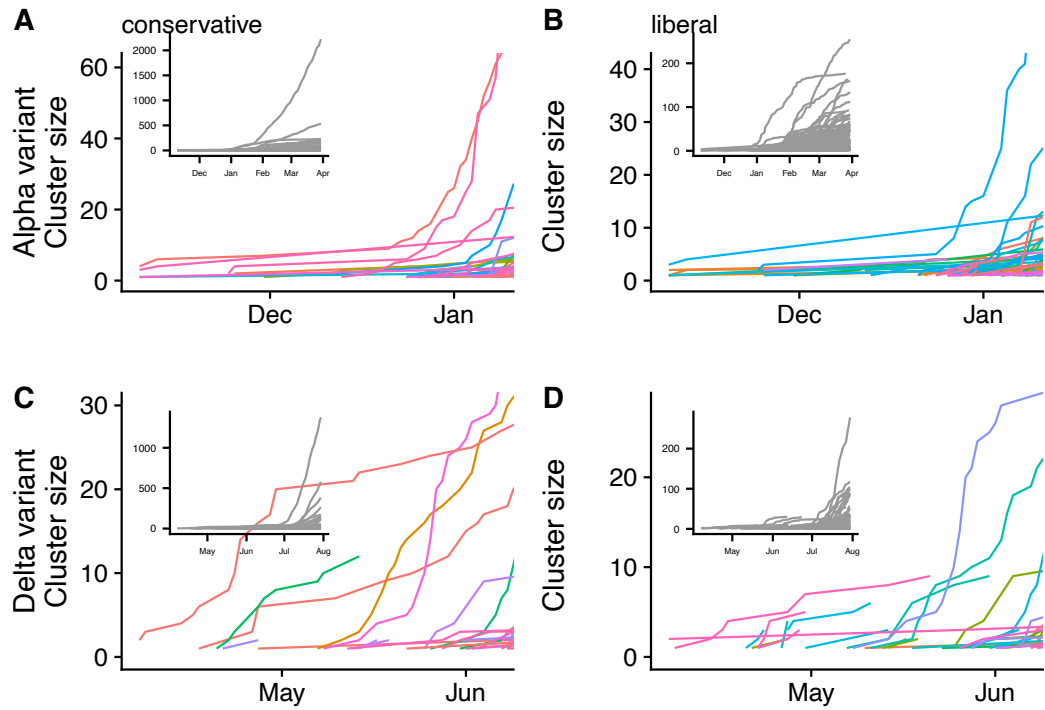 A
conservative
Alpha variant
Cluster size
60
40
20
0
Dec
Jan
2000
1500
1000
500
0
Dec
Jan
Feb
Mar
Apr
B
liberal
Cluster size
40
30
20
10
0
Dec
Jan
200
100
0
Dec
Jan
Feb
Mar
Apr
C
Delta variant
Cluster size
30
20
10
0
May
Jun
1000
500
0
May
Jun
Jul
Aug
D
Cluster size
20
10
0
May
Jun
200
100
0
May
Jun
Jul
Aug